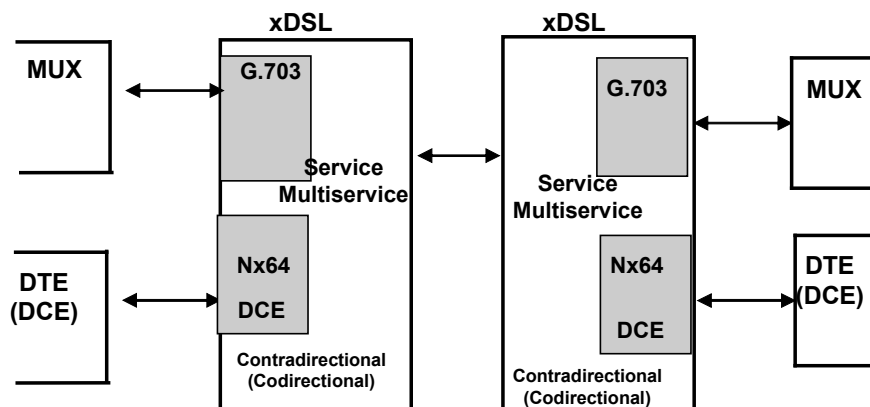 xDSL
xDSL
MUX
G.703
G.703
MUX
Service
Multiservice
Service
Multiservice
DTE
(DCE)
Nx64
DCE
Nx64
DCE
DTE
(DCE)
Contradirectional
(Codirectional)
Contradirectional
(Codirectional)